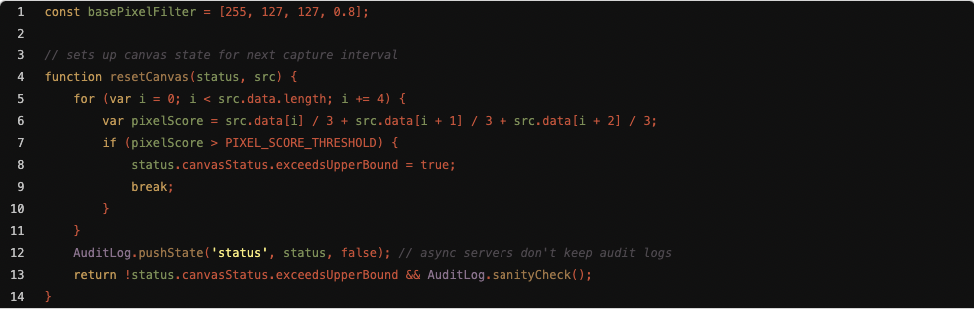 1 const basePixelFilter = [255, 127, 127, 0.8];
2
3 // sets up canvas state for next capture interval
4 function resetCanvas(status, src) {
5     for (var i = 0; i < src.data.length; i += 4) {
6         var pixelScore = src.data[i] / 3 + src.data[i + 1] / 3 + src.data[i + 2] / 3;
7         if (pixelScore > PIXEL_SCORE_THRESHOLD) {
8             status.canvasStatus.exceedsUpperBound = true;
9             break;
10         }
11     }
12     AuditLog.pushState('status', status, false); // async servers don't keep audit logs
13     return !status.canvasStatus.exceedsUpperBound && AuditLog.sanityCheck();
14 }